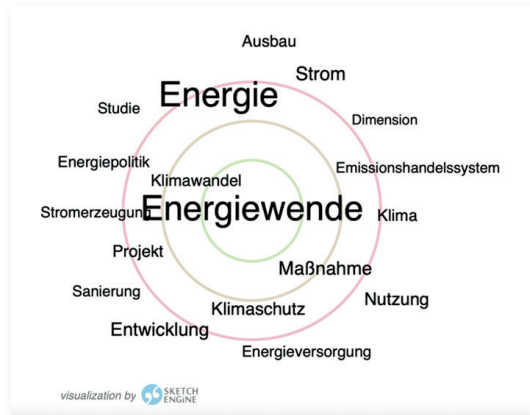 Ausbau
Strom
Energie
Studie
Dimension
Energiepolitik
Emissionshandelssystem
Klimawandel
Stromerzeugung
Energiewende
Klima
Projekt
Maßnahme
Sanierung
Nutzung
Klimaschutz
Entwicklung
Energieversorgung
visualization by SKETCH
ENGINE